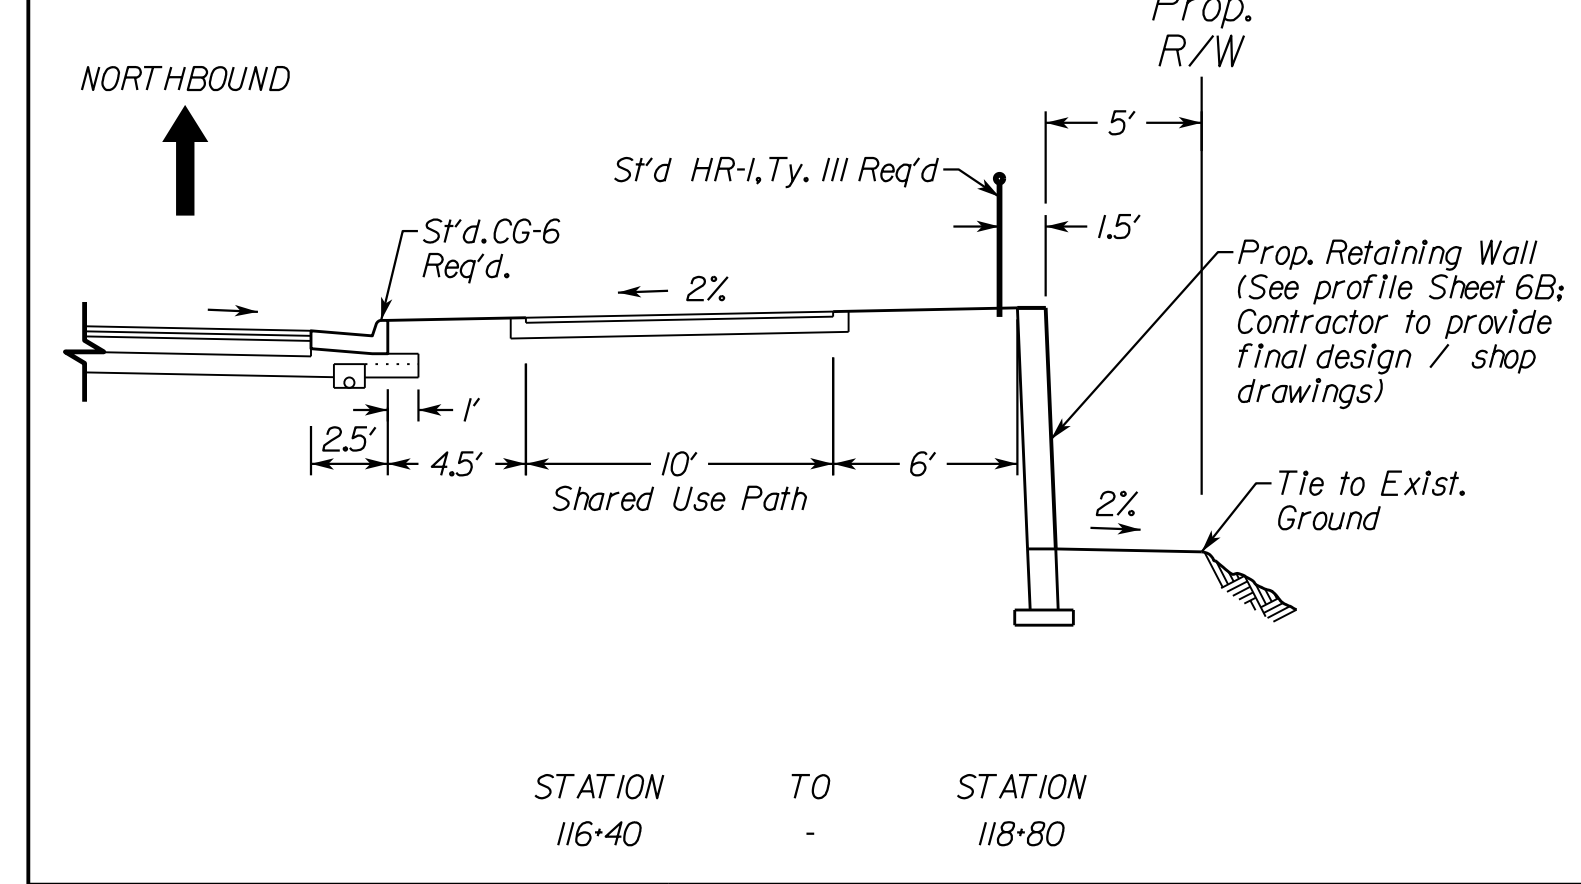 Prop.
R/W
NORTHBOUND
5'
St'd HR-1, Ty. III Req'd
1.5'
St'd. CG-6
Req'd.
2%
Prop. Retaining Wall
(See profile Sheet 6B;
Contractor to provide
final design / shop
drawings)
1'
2.5'
4.5'
10'
6'
Shared Use Path
2%
Tie to Exist.
Ground
STATION TO STATION
116+40 - 118+80